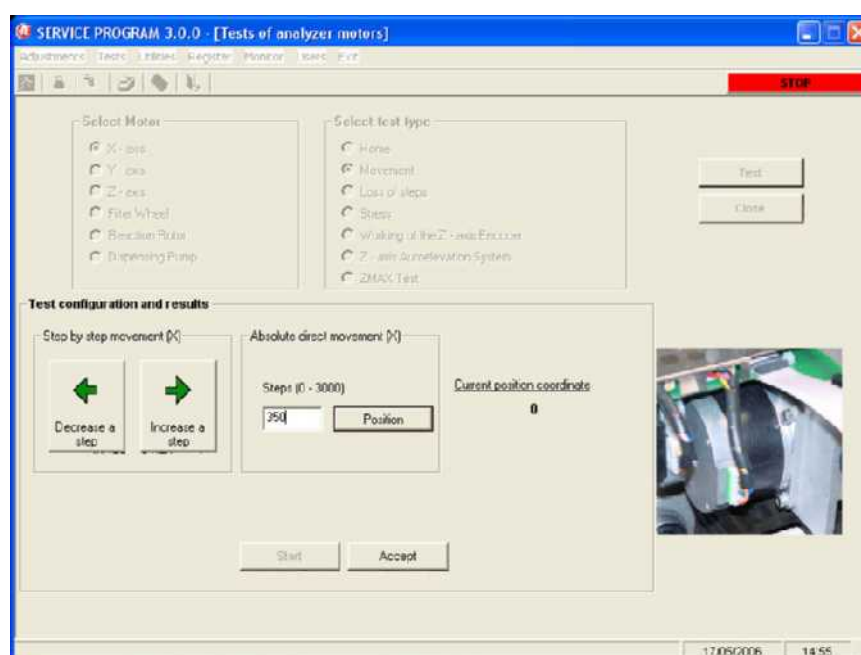 SERVICE PROGRAM 3.0.0 - [Tests of analyzer motors]
Adjustments Tests Utilities Register Monitor Users Exit
STOP
Select Motor
X - axis
Y - axis
Z - axis
Filter Wheel
Reaction Rotor
Dispensing Pump
Select test type
Home
Movement
Loss of steps
Stress
Working of the Z - axis Encoder
Z - axis Autoelevation System
ZMAX Test
Test
Close
Test configuration and results
Step by step movement (X)
Decrease a
step
Increase a
step
Absolute direct movement (X)
Steps (0 - 3000)
350
Position
Current position coordinate
0
Start
Accept
17/05/2006
14:55